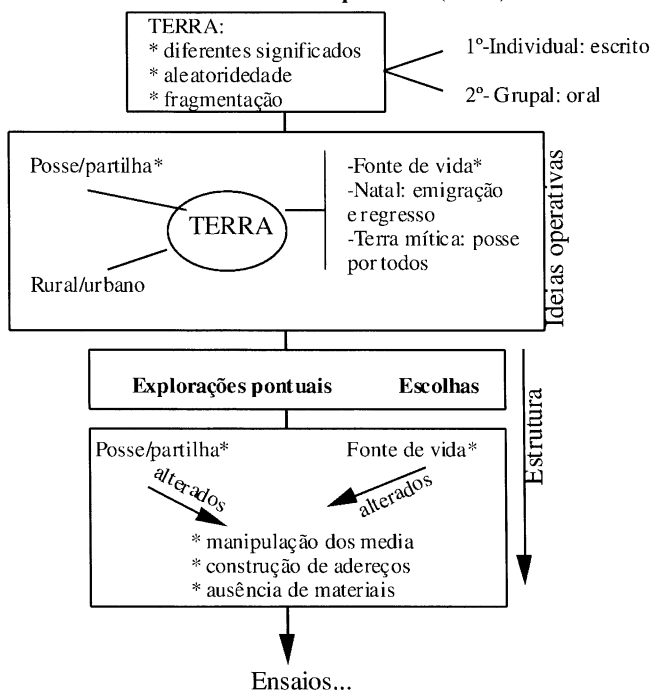 TERRA:
* diferentes significados
* aleatoridedade
* fragmentação
1º-Individual: escrito
2º- Grupal: oral
Posse/partilha*
TERRA
Rural/urbano
-Fonte de vida*
-Natal: emigração
e regresso
-Terra mítica: posse
por todos
Ideias operativas
Explorações pontuais Escolhas
Estrutura
Posse/partilha*
Fonte de vida*
alterados
alterados
* manipulação dos media
* construção de adereços
* ausência de materiais
Ensaios...